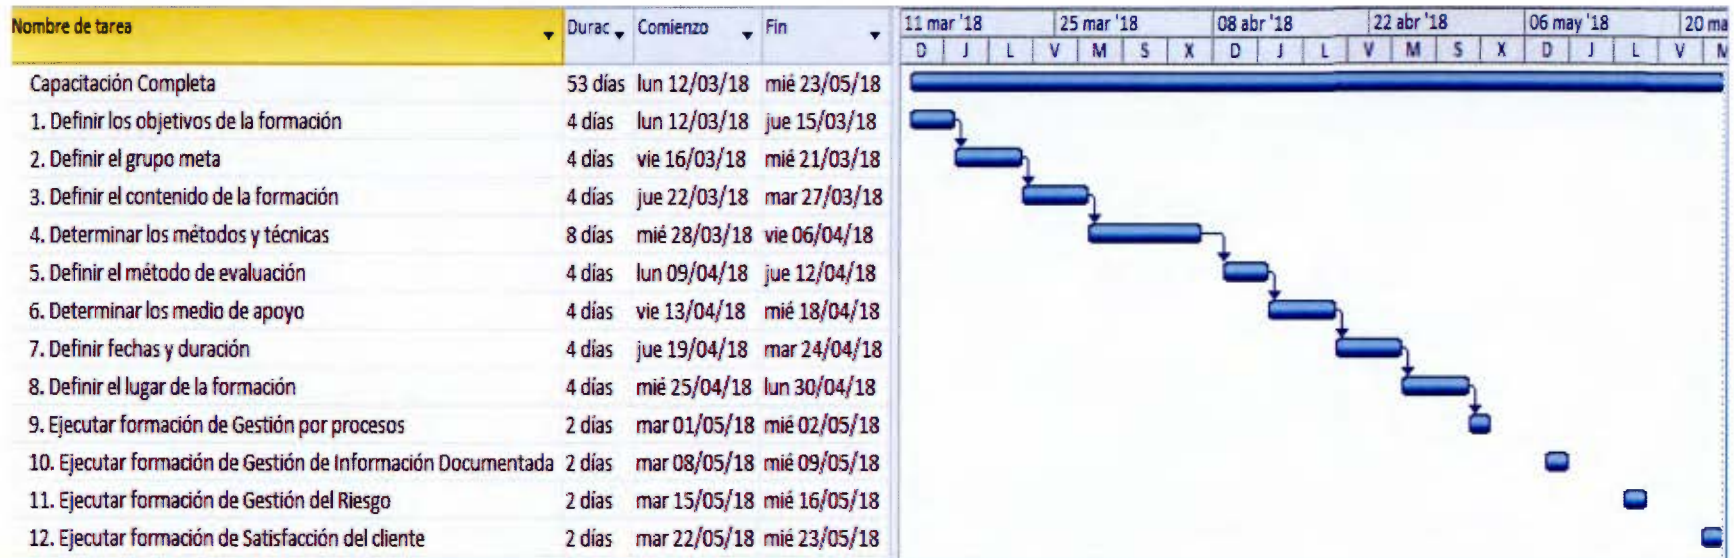 Nombre de tarea Durac Comienzo Fin 11 mar '18 25 mar '18 08 abr '18 22 abr '18 06 may '18 20 ma
D J L V M S X D J L V M S X D J L V M
Capacitación Completa 53 días lun 12/03/18 mié 23/05/18
1. Definir los objetivos de la formación 4 días lun 12/03/18 jue 15/03/18
2. Definir el grupo meta 4 días vie 16/03/18 mié 21/03/18
3. Definir el contenido de la formación 4 días jue 22/03/18 mar 27/03/18
4. Determinar los métodos y técnicas 8 días mié 28/03/18 vie 06/04/18
5. Definir el método de evaluación 4 días lun 09/04/18 jue 12/04/18
6. Determinar los medio de apoyo 4 días vie 13/04/18 mié 18/04/18
7. Definir fechas y duración 4 días jue 19/04/18 mar 24/04/18
8. Definir el lugar de la formación 4 días mié 25/04/18 lun 30/04/18
9. Ejecutar formación de Gestión por procesos 2 días mar 01/05/18 mié 02/05/18
10. Ejecutar formación de Gestión de Información Documentada 2 días mar 08/05/18 mié 09/05/18
11. Ejecutar formación de Gestión del Riesgo 2 días mar 15/05/18 mié 16/05/18
12. Ejecutar formación de Satisfacción del cliente 2 días mar 22/05/18 mié 23/05/18